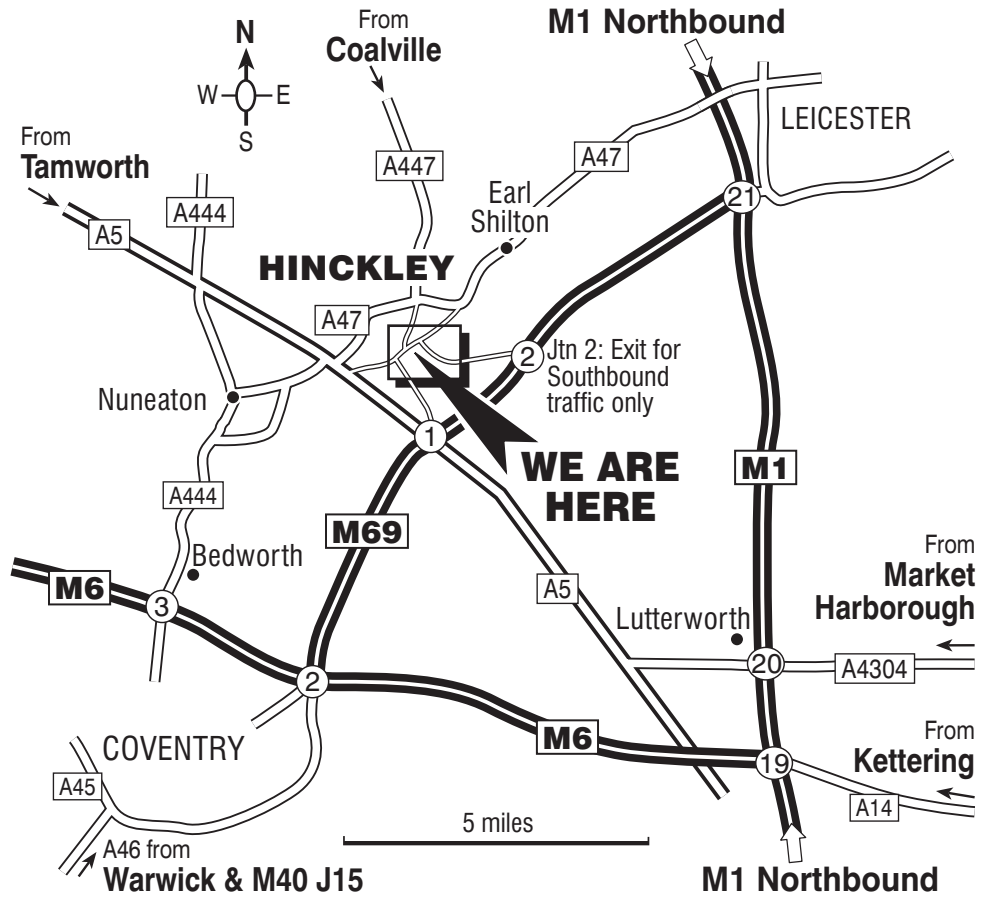 M1 Northbound
From
Coalville
N
W E
S
LEICESTER
From
Tamworth
A447
A47
Earl
Shilton
A444
A5
21
HINCKLEY
A47
2
Jtn 2: Exit for
Southbound
traffic only
Nuneaton
1
WE ARE
HERE
M1
A444
M69
Bedworth
From
Market
Harborough
M6
A5
3
Lutterworth
20
A4304
2
M6
From
Kettering
COVENTRY
19
A45
A14
5 miles
A46 from
Warwick & M40 J15
M1 Northbound